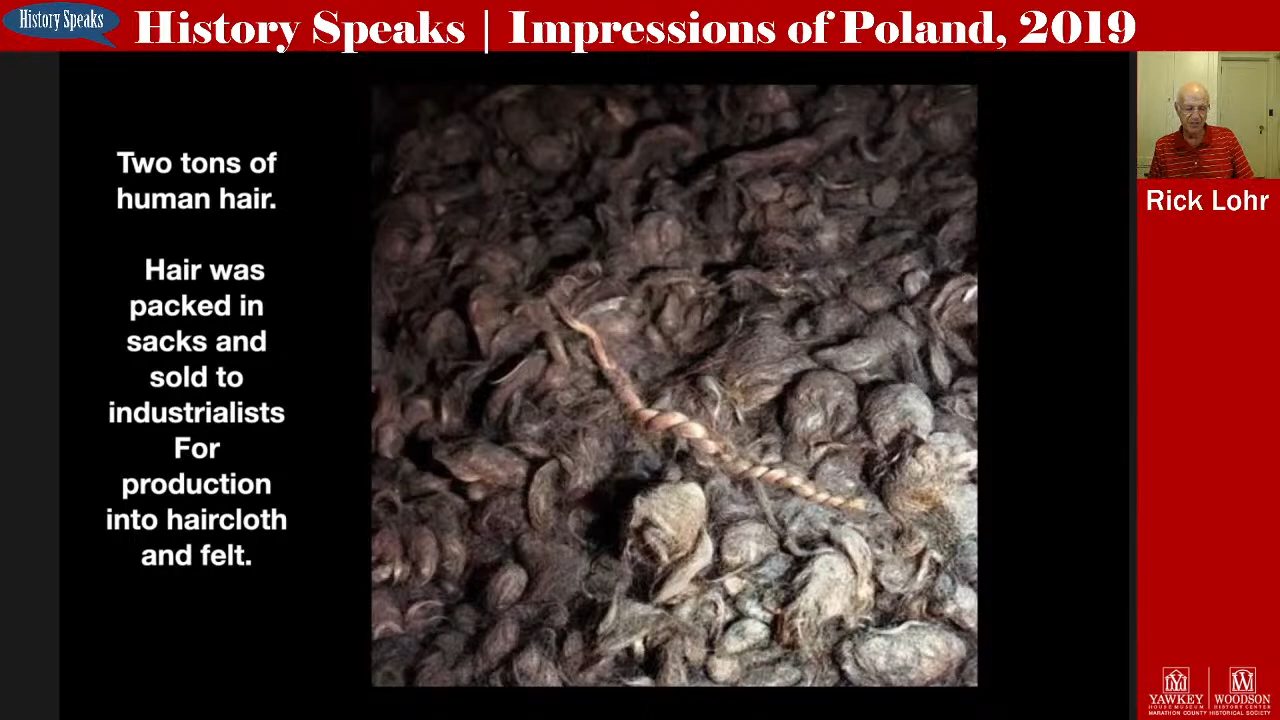 History Speaks
History Speaks | Impressions of Poland, 2019
Two tons of
human hair.
Hair was
packed in
sacks and
sold to
industrialists
For
production
into haircloth
and felt.
Rick Lohr
YAWKEY
HOUSE MUSEUM
WOODSON
HISTORY CENTER
MARATHON COUNTY HISTORICAL SOCIETY